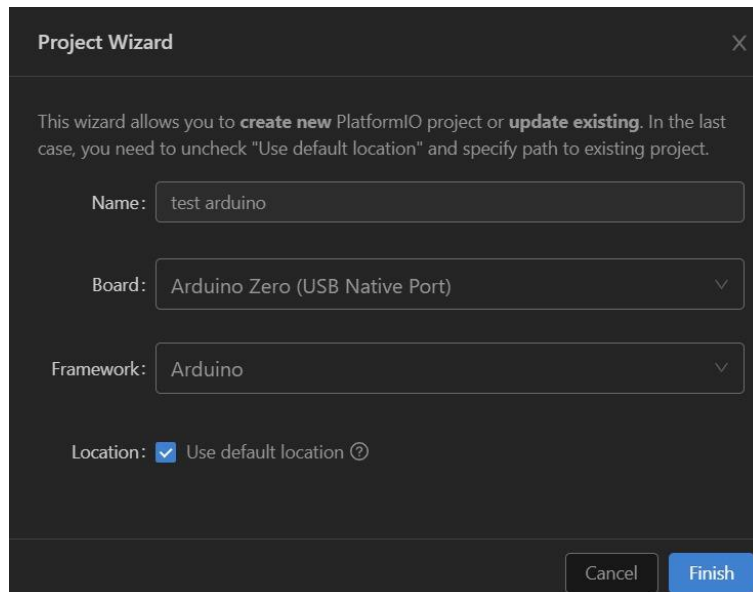 Project Wizard
This wizard allows you to create new PlatformIO project or update existing. In the last
case, you need to uncheck "Use default location" and specify path to existing project.
Name: test arduino
Board: Arduino Zero (USB Native Port)
Framework: Arduino
Location: Use default location
Cancel Finish